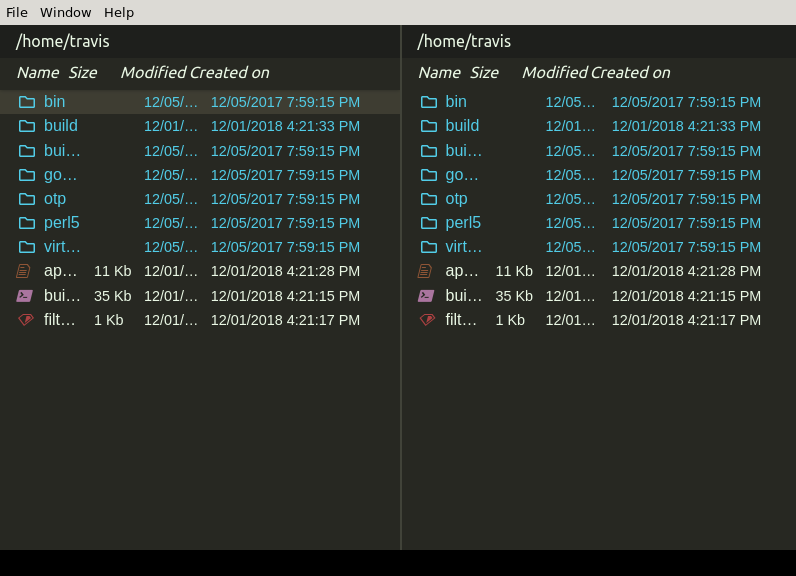 File Window Help
/home/travis
Name Size Modified Created on
bin 12/05/… 12/05/2017 7:59:15 PM
build 12/01/… 12/01/2018 4:21:33 PM
bui… 12/05/… 12/05/2017 7:59:15 PM
go… 12/05/… 12/05/2017 7:59:15 PM
otp 12/05/… 12/05/2017 7:59:15 PM
perl5 12/05/… 12/05/2017 7:59:15 PM
virt… 12/05/… 12/05/2017 7:59:15 PM
ap… 11 Kb 12/01/… 12/01/2018 4:21:28 PM
bui… 35 Kb 12/01/… 12/01/2018 4:21:15 PM
filt… 1 Kb 12/01/… 12/01/2018 4:21:17 PM
/home/travis
Name Size Modified Created on
bin 12/05… 12/05/2017 7:59:15 PM
build 12/01… 12/01/2018 4:21:33 PM
bui… 12/05… 12/05/2017 7:59:15 PM
go… 12/05… 12/05/2017 7:59:15 PM
otp 12/05… 12/05/2017 7:59:15 PM
perl5 12/05… 12/05/2017 7:59:15 PM
virt… 12/05… 12/05/2017 7:59:15 PM
ap… 11 Kb 12/01… 12/01/2018 4:21:28 PM
bui… 35 Kb 12/01… 12/01/2018 4:21:15 PM
filt… 1 Kb 12/01… 12/01/2018 4:21:17 PM